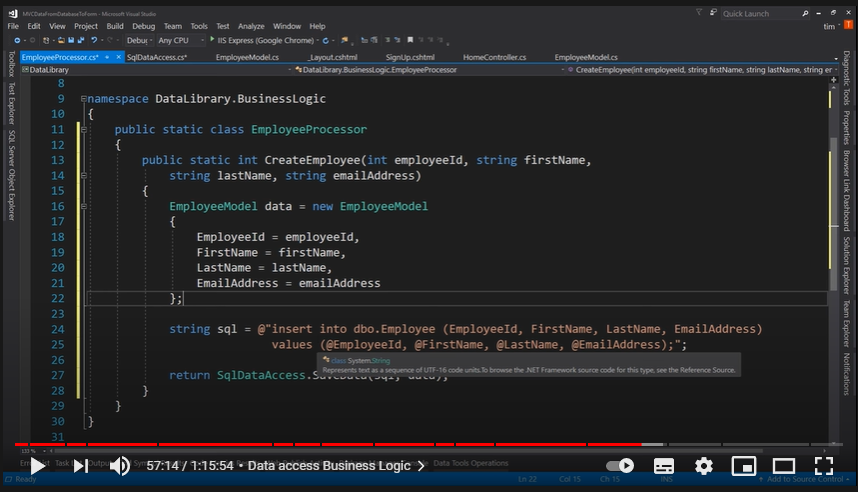 MVCDataFromDatabaseToForm - Microsoft Visual Studio
Quick Launch
File Edit View Project Build Debug Team Tools Test Analyze Window Help
tim
T
Debug Any CPU IIS Express (Google Chrome)
EmployeeProcessor.cs* SqlDataAccess.cs* EmployeeModel.cs _Layout.cshtml SignUp.cshtml HomeController.cs EmployeeModel.cs
DataLibrary DataLibrary.BusinessLogic.EmployeeProcessor CreateEmployee(int employeeId, string firstName, string lastName, string er
Toolbox Test Explorer SQL Server Object Explorer
8
9 namespace DataLibrary.BusinessLogic
10 {
11 public static class EmployeeProcessor
12 {
13 public static int CreateEmployee(int employeeId, string firstName,
14 string lastName, string emailAddress)
15 {
16 EmployeeModel data = new EmployeeModel
17 {
18 EmployeeId = employeeId,
19 FirstName = firstName,
20 LastName = lastName,
21 EmailAddress = emailAddress
22 };
23
24 string sql = @"insert into dbo.Employee (EmployeeId, FirstName, LastName, EmailAddress)
25 values (@EmployeeId, @FirstName, @LastName, @EmailAddress);";
26
class System.String
Represents text as a sequence of UTF-16 code units.To browse the .NET Framework source code for this type, see the Reference Source.
27 return SqlDataAccess.SaveData(sql, data);
28 }
29 }
30 }
31
Diagnostic Tools Properties Browser Link Dashboard Solution Explorer Team Explorer Notifications
133 %
Data Tools Operations
57:14 / 1:15:54 • Data access Business Logic
Ready Ln 22 Col 15 Ch 15 INS Add to Source Control